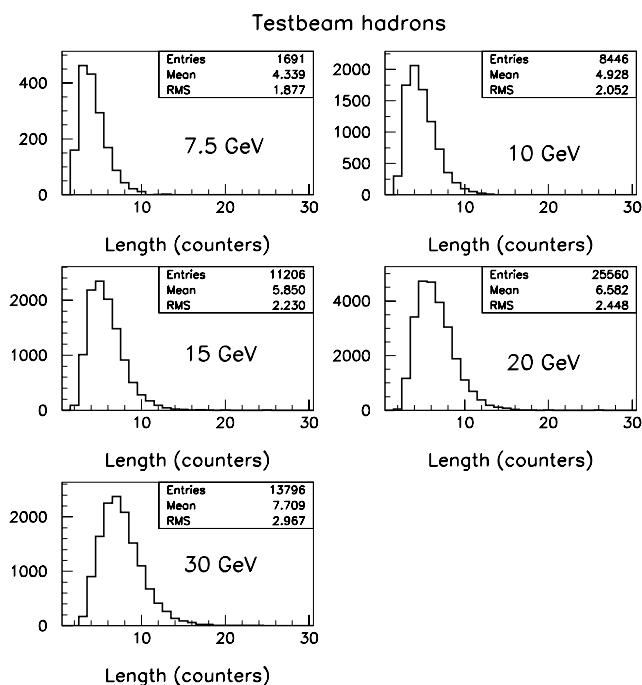 Testbeam hadrons
Entries 1691
Mean 4.339
RMS 1.877
7.5 GeV
400
200
0
10 20 30
Length (counters)
Entries 8446
Mean 4.928
RMS 2.052
10 GeV
2000
1500
1000
500
0
10 20 30
Length (counters)
Entries 11206
Mean 5.850
RMS 2.230
15 GeV
2000
1000
0
10 20 30
Length (counters)
Entries 25560
Mean 6.582
RMS 2.448
20 GeV
4000
2000
0
10 20 30
Length (counters)
Entries 13796
Mean 7.709
RMS 2.967
30 GeV
2000
1000
0
10 20 30
Length (counters)